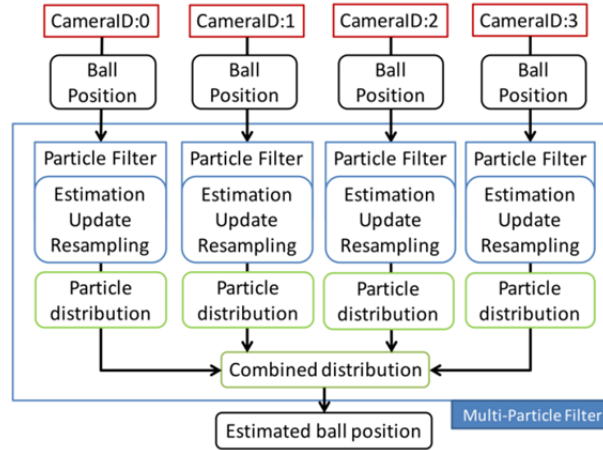 CameraID:0 CameraID:1 CameraID:2 CameraID:3
Ball Ball Ball Ball
Position Position Position Position
Particle Filter Particle Filter Particle Filter Particle Filter
Estimation Estimation Estimation Estimation
Update Update Update Update
Resampling Resampling Resampling Resampling
Particle Particle Particle Particle
distribution distribution distribution distribution
Combined distribution
Multi-Particle Filter
Estimated ball position